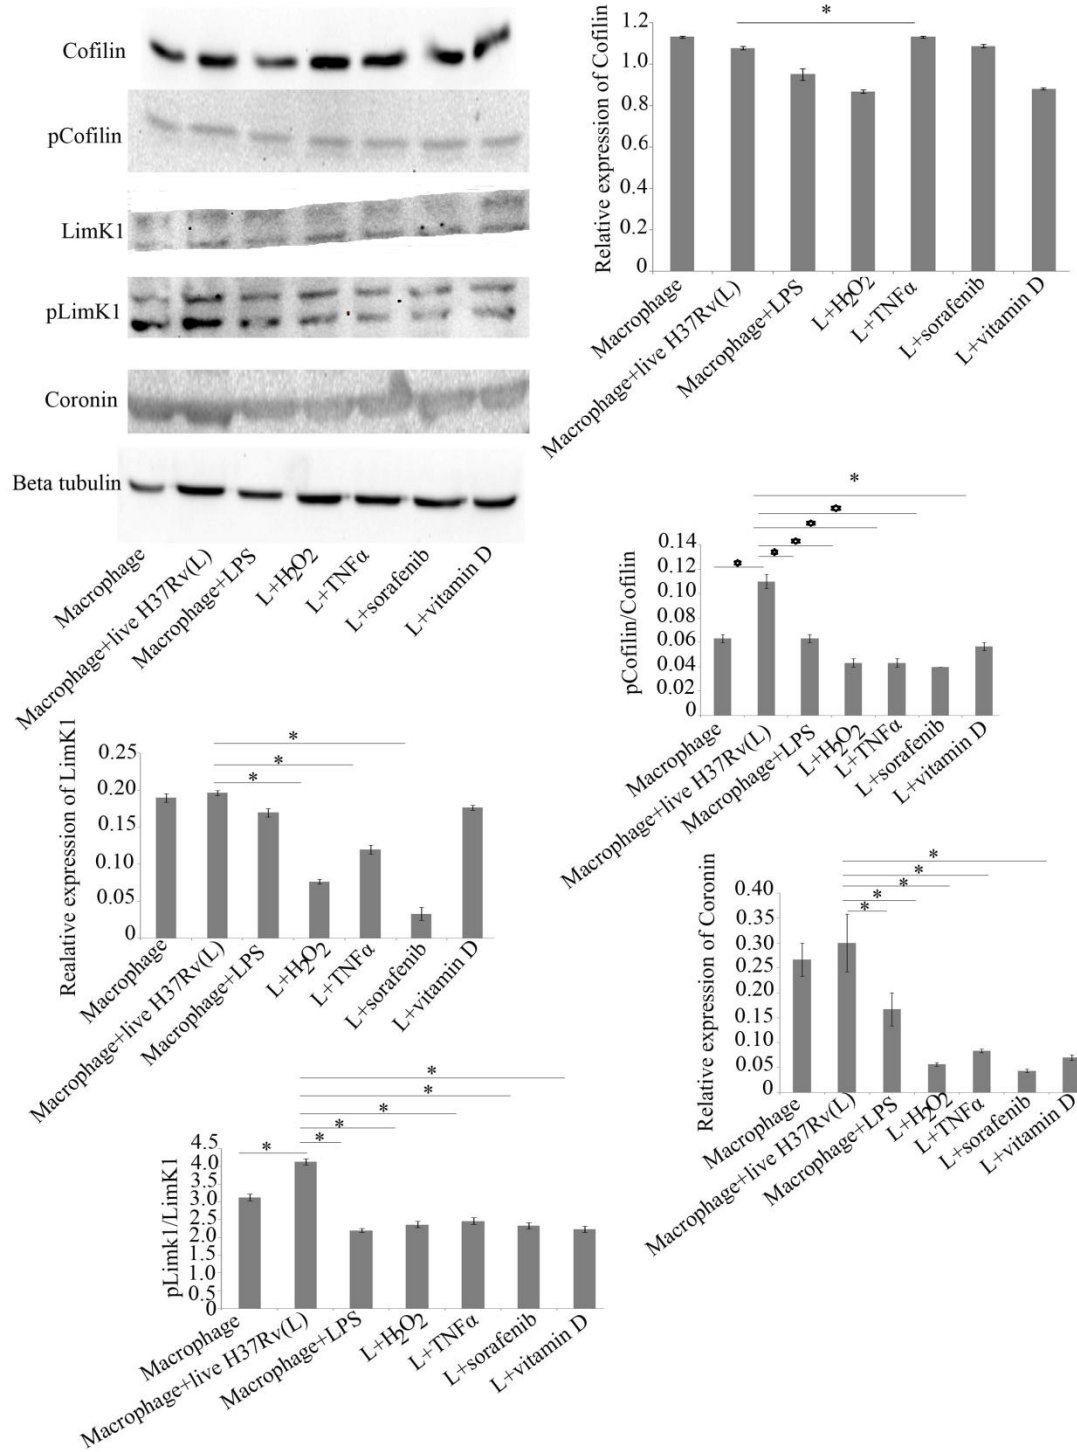 Cofilin
pCofilin
LimK1
pLimK1
Coronin
Beta tubulin
Macrophage
Macrophage+live H37Rv(L)
Macrophage+LPS
L+H2O2
L+TNFα
L+sorafenib
L+vitamin D
Relative expression of Cofilin
1.2
1.0
0.8
0.6
0.4
0.2
0
*
Macrophage
Macrophage+live H37Rv(L)
Macrophage+LPS
L+H2O2
L+TNFα
L+sorafenib
L+vitamin D
pCofilin/Cofilin
0.14
0.12
0.10
0.06
0.04
0.02
0
*
*
*
*
*
*
Macrophage
Macrophage+live H37Rv(L)
Macrophage+LPS
L+H2O2
L+TNFα
L+sorafenib
L+vitamin D
Realative expression of LimK1
0.25
0.20
0.15
0.10
0.05
0
*
*
*
Macrophage
Macrophage+live H37Rv(L)
Macrophage+LPS
L+H2O2
L+TNFα
L+sorafenib
L+vitamin D
Relative expression of Coronin
0.40
0.35
0.30
0.25
0.20
0.15
0.10
0.05
0
*
*
*
*
*
Macrophage
Macrophage+live H37Rv(L)
Macrophage+LPS
L+H2O2
L+TNFα
L+sorafenib
L+vitamin D
pLimk1/LimK1
4.5
4.0
3.5
3.0
2.5
2.0
1.5
1.0
0.5
0
*
*
*
*
*
*
Macrophage
Macrophage+live H37Rv(L)
Macrophage+LPS
L+H2O2
L+TNFα
L+sorafenib
L+vitamin D